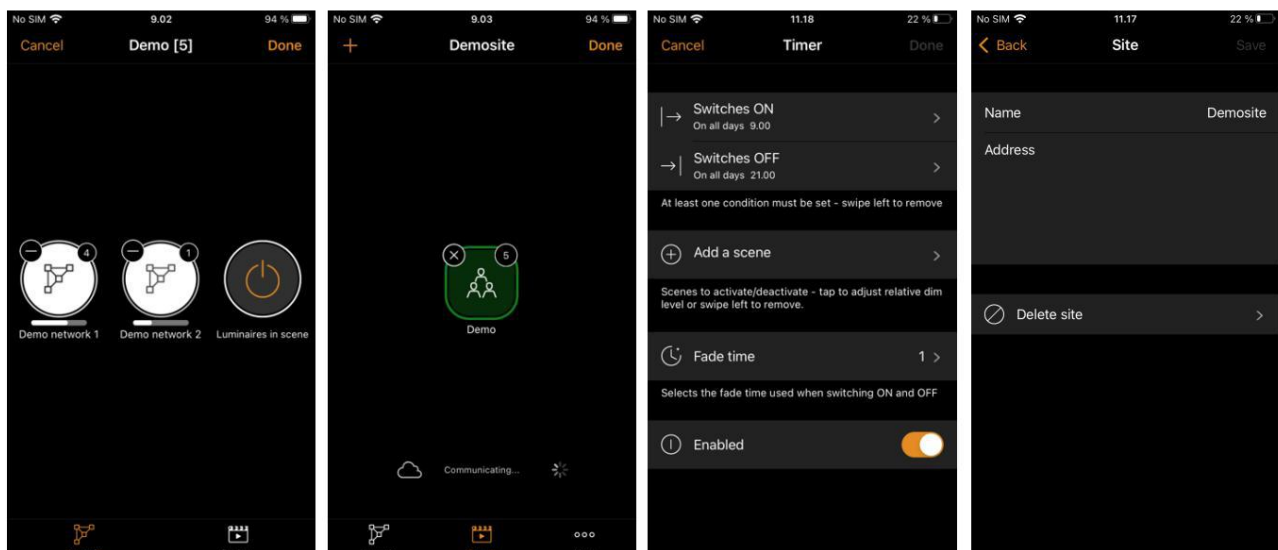 No SIM 9.02 94 %
Cancel Demo [5] Done
4
1
Demo network 1 Demo network 2 Luminaires in scene
No SIM 9.03 94 %
+ Demosite Done
5
Demo
Communicating...
No SIM 11.18 22 %
Cancel Timer Done
Switches ON
On all days 9.00
Switches OFF
On all days 21.00
At least one condition must be set - swipe left to remove
Add a scene
Scenes to activate/deactivate - tap to adjust relative dim
level or swipe left to remove.
Fade time 1
Selects the fade time used when switching ON and OFF
Enabled
No SIM 11.17 22 %
Back Site Save
Name Demosite
Address
Delete site